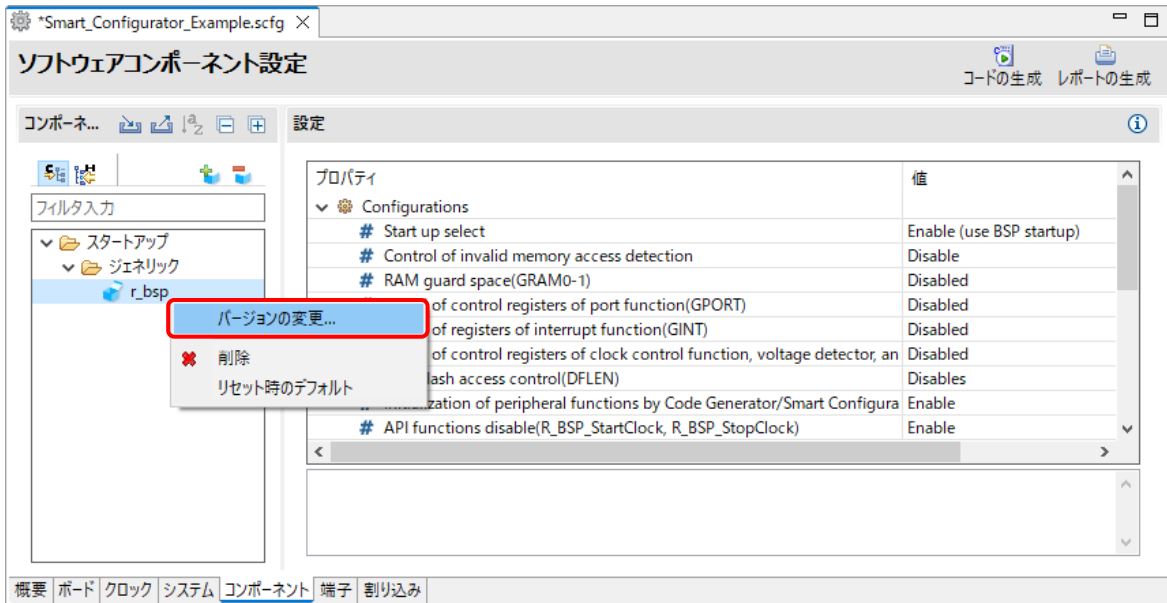 *Smart_Configurator_Example.scfg
ソフトウェアコンポーネント設定
コードの生成 レポートの生成
コンポーネ...
設定
フィルタ入力
スタートアップ
ジェネリック
r_bsp
バージョンの変更...
削除
リセット時のデフォルト
プロパティ 値
Configurations
# Start up select Enable (use BSP startup)
# Control of invalid memory access detection Disable
# RAM guard space(GRAM0-1) Disabled
of control registers of port function(GPORT) Disabled
of registers of interrupt function(GINT) Disabled
of control registers of clock control function, voltage detector, an Disabled
lash access control(DFLEN) Disables
ization of peripheral functions by Code Generator/Smart Configura Enable
# API functions disable(R_BSP_StartClock, R_BSP_StopClock) Enable
概要 ボード クロック システム コンポーネント 端子 割り込み